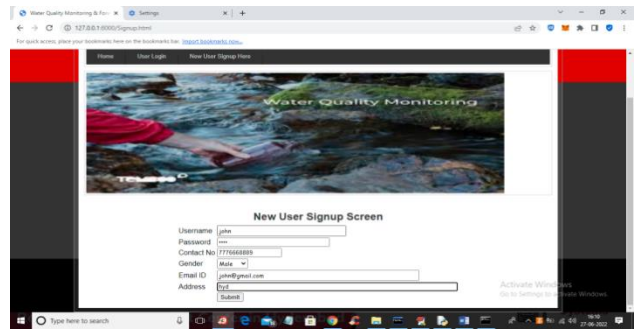 Water Quality Monitoring & For
Settings
127.0.0.1:8000/Signup.html
For quick access, place your bookmarks here on the bookmarks bar. Import bookmarks now...
Home User Login New User Signup Here
Water Quality Monitoring
New User Signup Screen
Username john
Password ••••
Contact No 7776668889
Gender Male
Email ID john@gmail.com
Address hyd
Submit
Activate Windows
Go to Settings to activate Windows.
Type here to search
16:10
27-06-2022